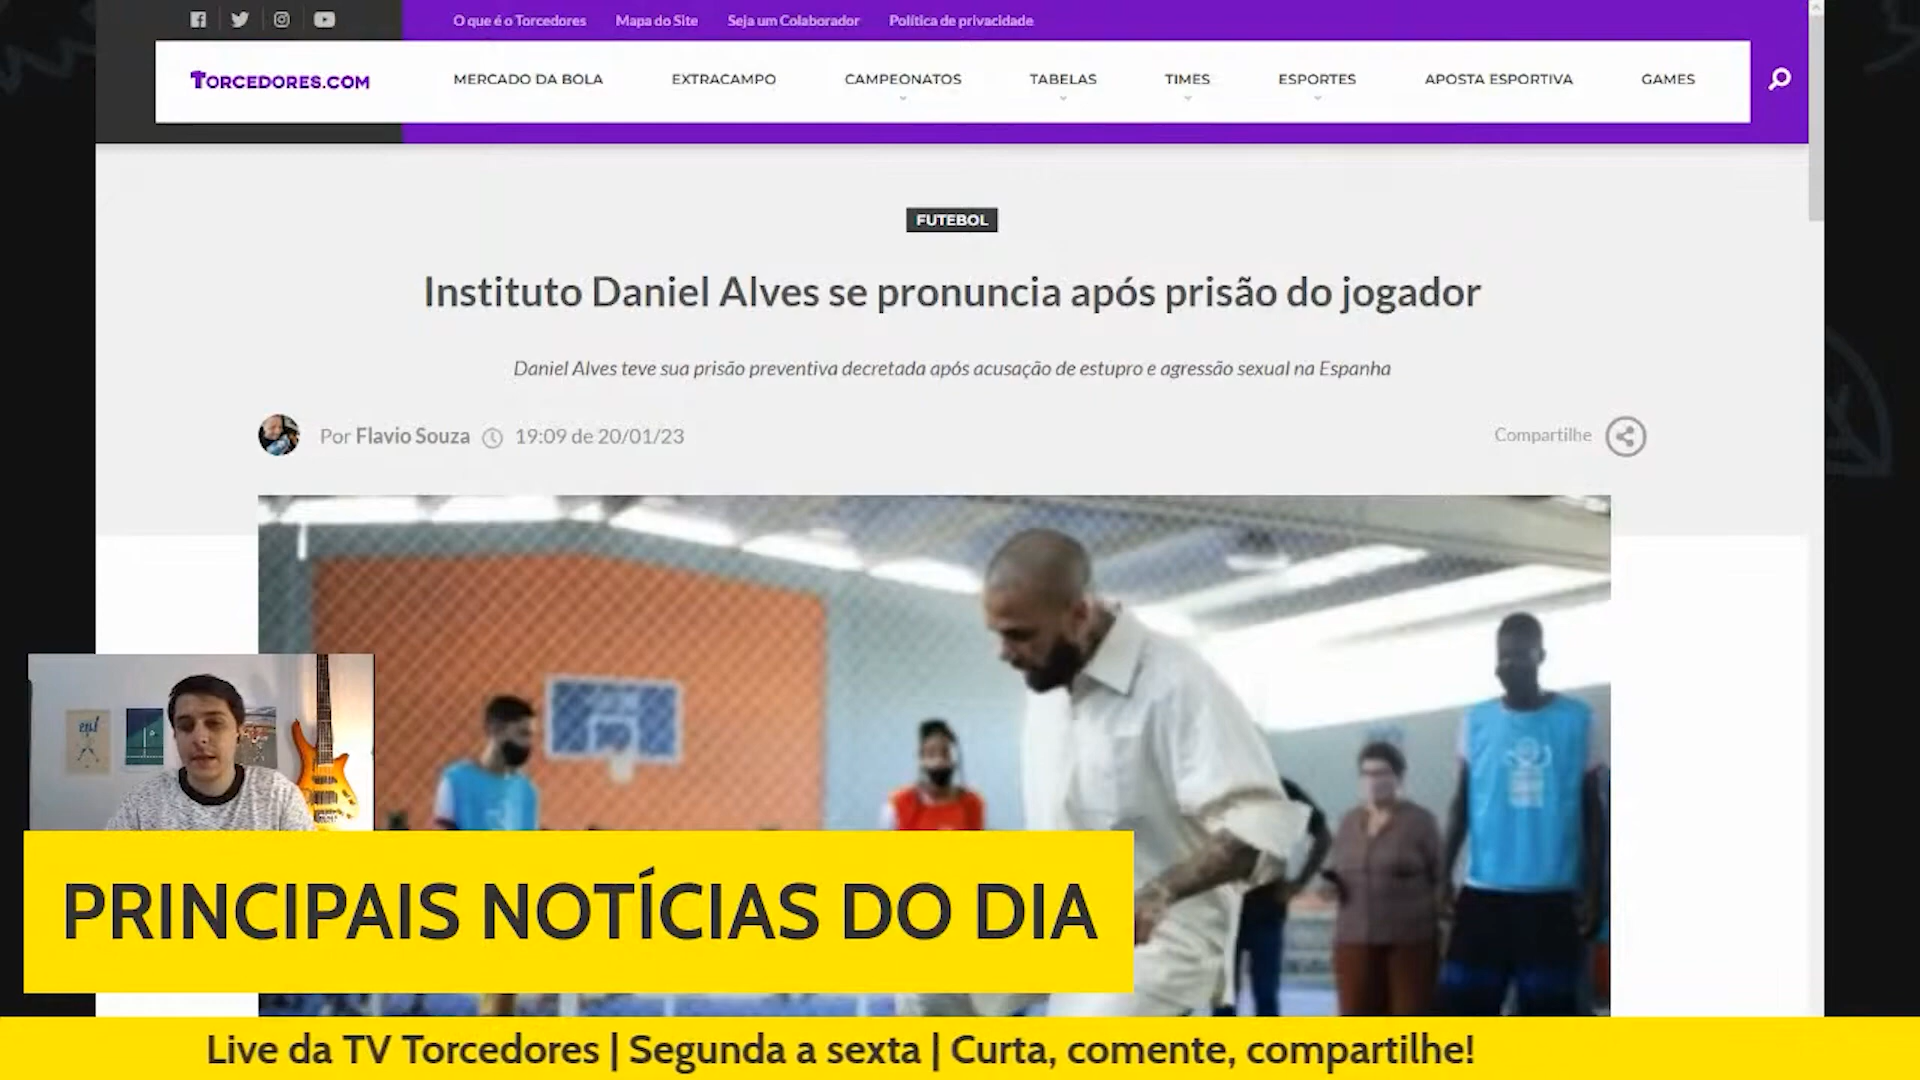 O que é o Torcedores Mapa do Site Seja um Colaborador Política de privacidade
TORCEDORES.COM MERCADO DA BOLA EXTRACAMPO CAMPEONATOS TABELAS TIMES ESPORTES APOSTA ESPORTIVA GAMES
FUTEBOL
Instituto Daniel Alves se pronuncia após prisão do jogador
Daniel Alves teve sua prisão preventiva decretada após acusação de estupro e agressão sexual na Espanha
Por Flavio Souza 19:09 de 20/01/23 Compartilhe
PRINCIPAIS NOTÍCIAS DO DIA
Live da TV Torcedores | Segunda a sexta | Curta, comente, compartilhe!